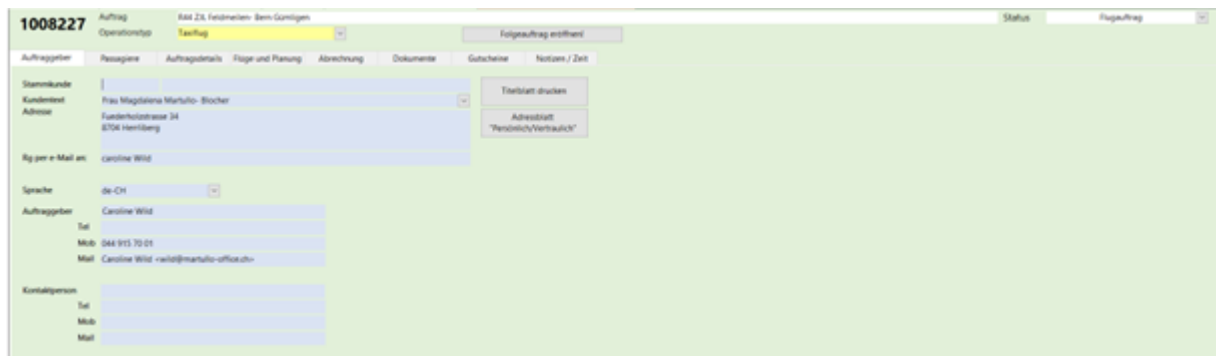 1008227
Auftrag R44 ZJL Feldmeilen- Bern Gümligen
Status Flugauftrag
Operationstyp Taxiflug
Folgeauftrag eröffnen!
Auftraggeber Passagiere Auftragsdetails Flüge und Planung Abrechnung Dokumente Gutscheine Notizen / Zeit
Stammkunde
Titelblatt drucken
Kundentext Frau Magdalena Martullo- Blocher
Adresse Fuederholzstrasse 34
8704 Herrliberg
Adressblatt
"Persönlich/Vertraulich"
Rg per e-Mail an: caroline Wild
Sprache de-CH
Auftraggeber Caroline Wild
Tel
Mob 044 915 70 01
Mail Caroline Wild <wild@martullo-office.ch>
Kontaktperson
Tel
Mob
Mail